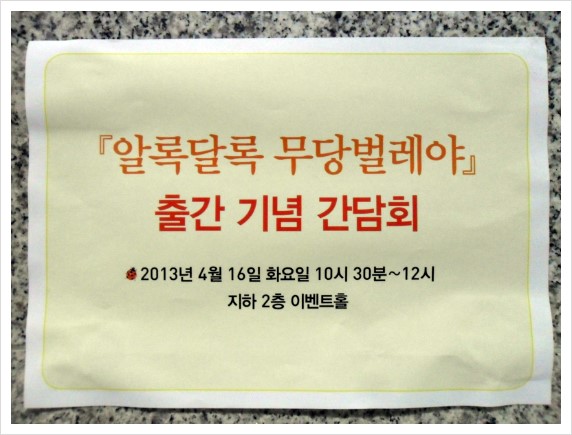 『알록달록 무당벌레야』
출간 기념 간담회
2013년 4월 16일 화요일 10시 30분~12시
지하 2층 이벤트홀